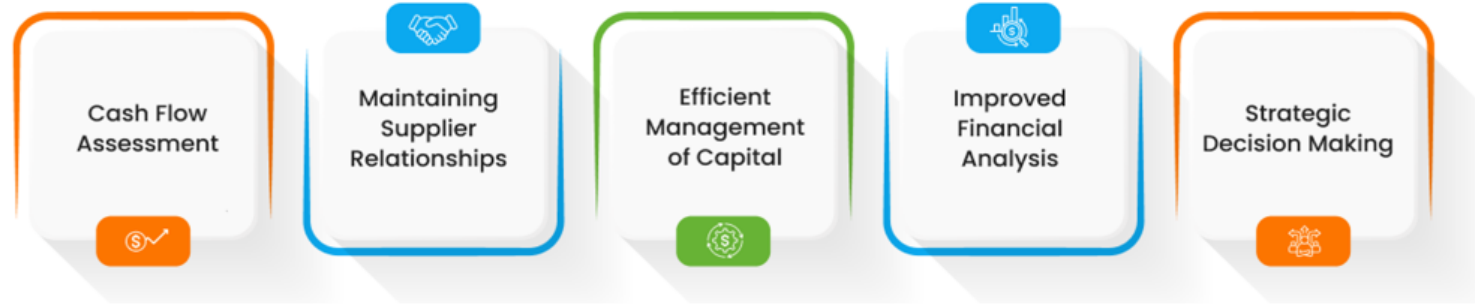 Cash Flow
Assessment
Maintaining
Supplier
Relationships
Efficient
Management
of Capital
Improved
Financial
Analysis
Strategic
Decision Making